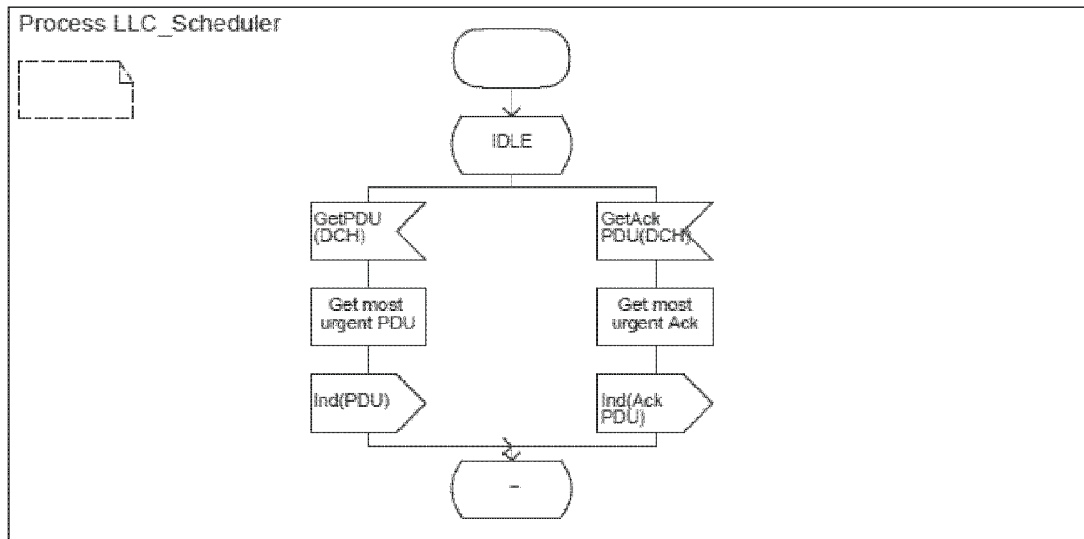 Process LLC_Scheduler
IDLE
GetPDU
(DCH)
GetAck
PDU(DCH)
Get most
urgent PDU
Get most
urgent Ack
Ind(PDU)
Ind(Ack
PDU)
-